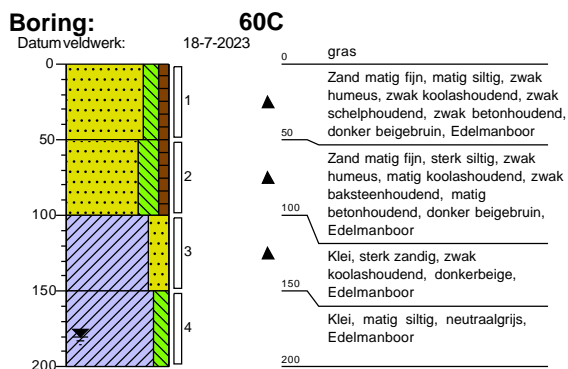 Boring: 60C
Datum veldwerk: 18-7-2023
0
50
100
150
200
1
2
3
4
0 gras
Zand matig fijn, matig siltig, zwak
humeus, zwak koolashoudend, zwak
schelphoudend, zwak betonhoudend,
donker beigebruin, Edelmanboor
50
Zand matig fijn, sterk siltig, zwak
humeus, matig koolashoudend, zwak
baksteenhoudend, matig
betonhoudend, donker beigebruin,
Edelmanboor
100
Klei, sterk zandig, zwak
koolashoudend, donkerbeige,
Edelmanboor
150
Klei, matig siltig, neutraalgrijs,
Edelmanboor
200